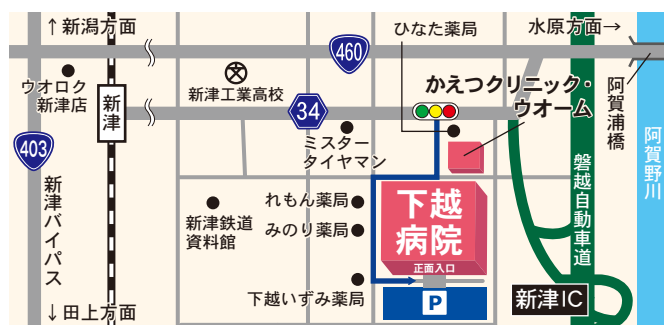 ↑新潟方面
ひなた薬局
水原方面→
460
ウオロク
新津店
新津
新津工業高校
かえつクリニック・
ウオーム
34
ミスター
タイヤマン
阿賀浦橋
阿賀野川
403
新津バイパス
磐越自動車道
れもん薬局
みのり薬局
新津鉄道
資料館
下越
病院
正面入口
下越いずみ薬局
P
新津IC
↓田上方面